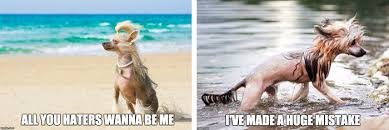 ALL YOU HATERS WANNA BE ME
I'VE MADE A HUGE MISTAKE